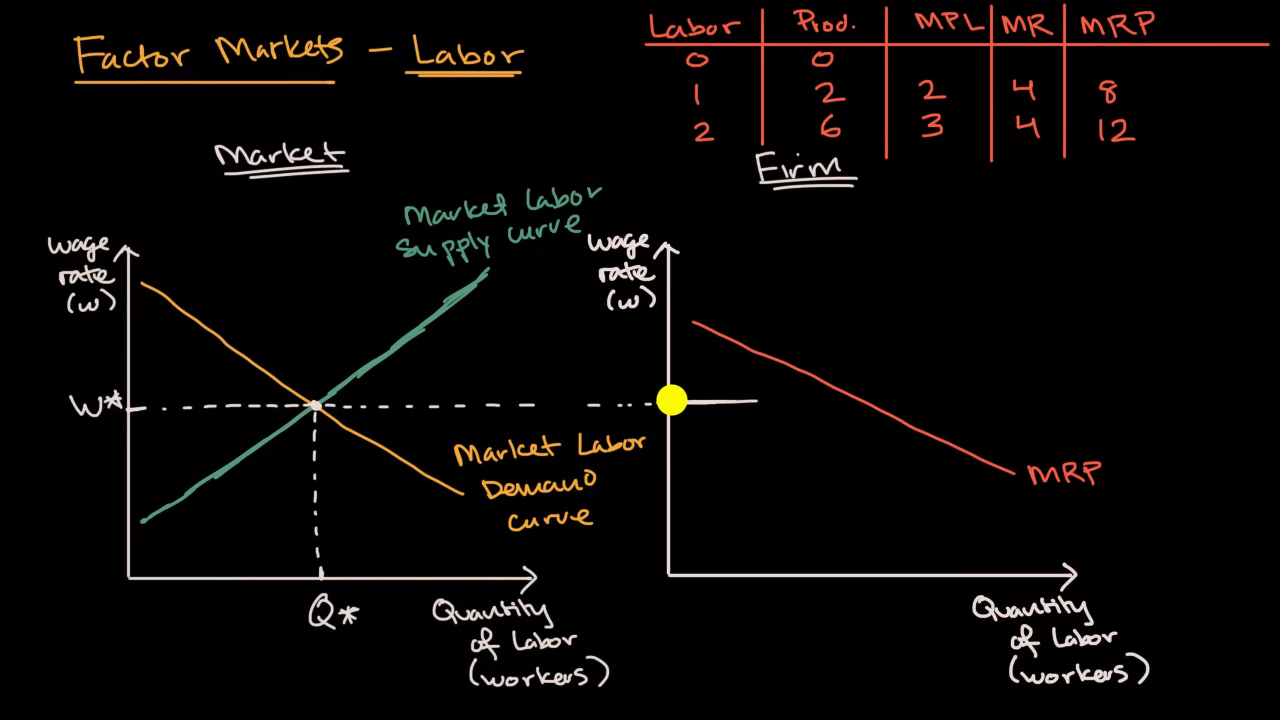 Factor Markets - Labor
Labor Prod. MPL MR MRP
0 0
1 2 2 4 8
2 6 3 4 12
Market
Firm
Market Labor
Supply curve
wage
rate
(w)
wage
rate
(w)
W*
Market Labor
Demand
curve
MRP
Q*
Quantity
of Labor
(workers)
Quantity
of Labor
(workers)